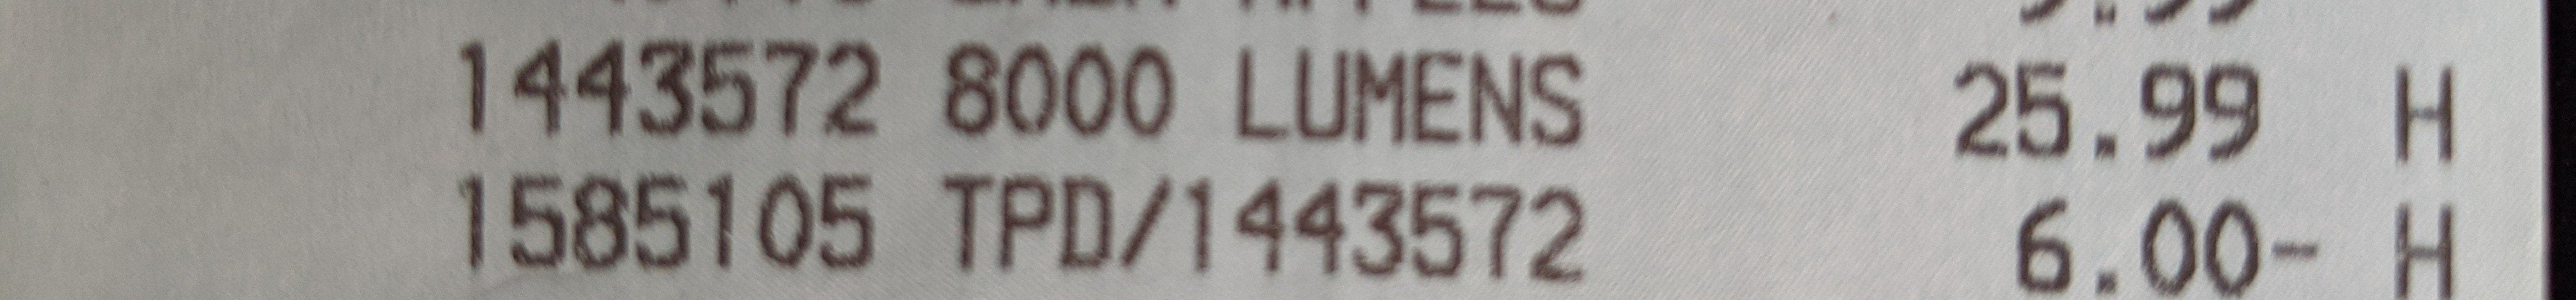 1443572 8000 LUMENS 25.99 H
1585105 TPD/1443572 6.00- H